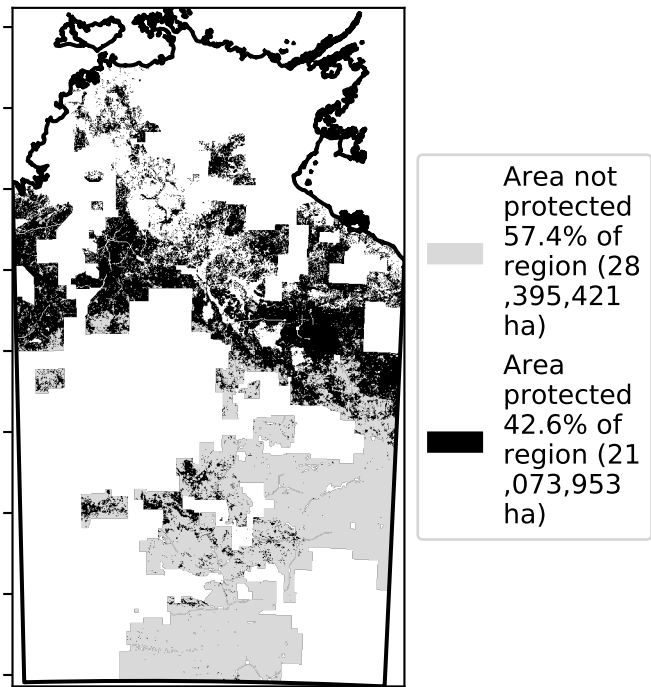 Area not
protected
57.4% of
region (28
,395,421
ha)
Area
protected
42.6% of
region (21
,073,953
ha)